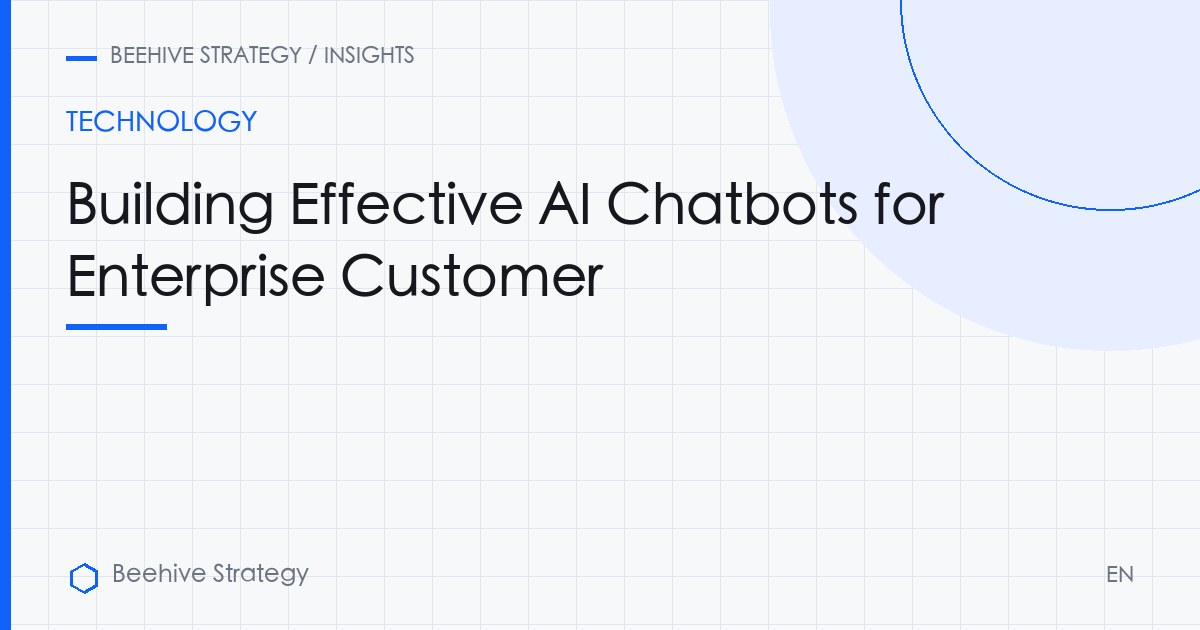 BEEHIVE STRATEGY / INSIGHTS
TECHNOLOGY
Building Effective AI Chatbots for
Enterprise Customer
Beehive Strategy
EN